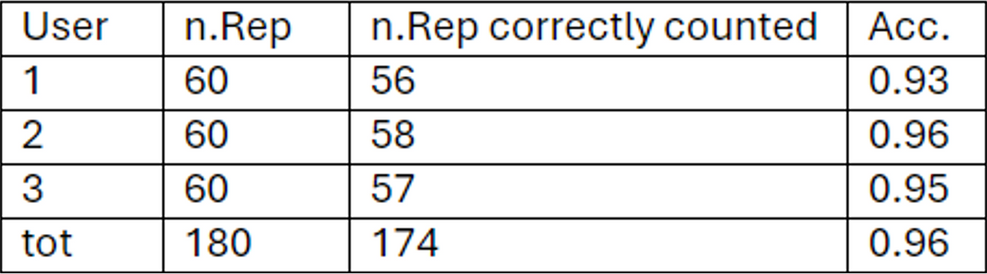 User n.Rep n.Rep correctly counted Acc.
1 60 56 0.93
2 60 58 0.96
3 60 57 0.95
tot 180 174 0.96